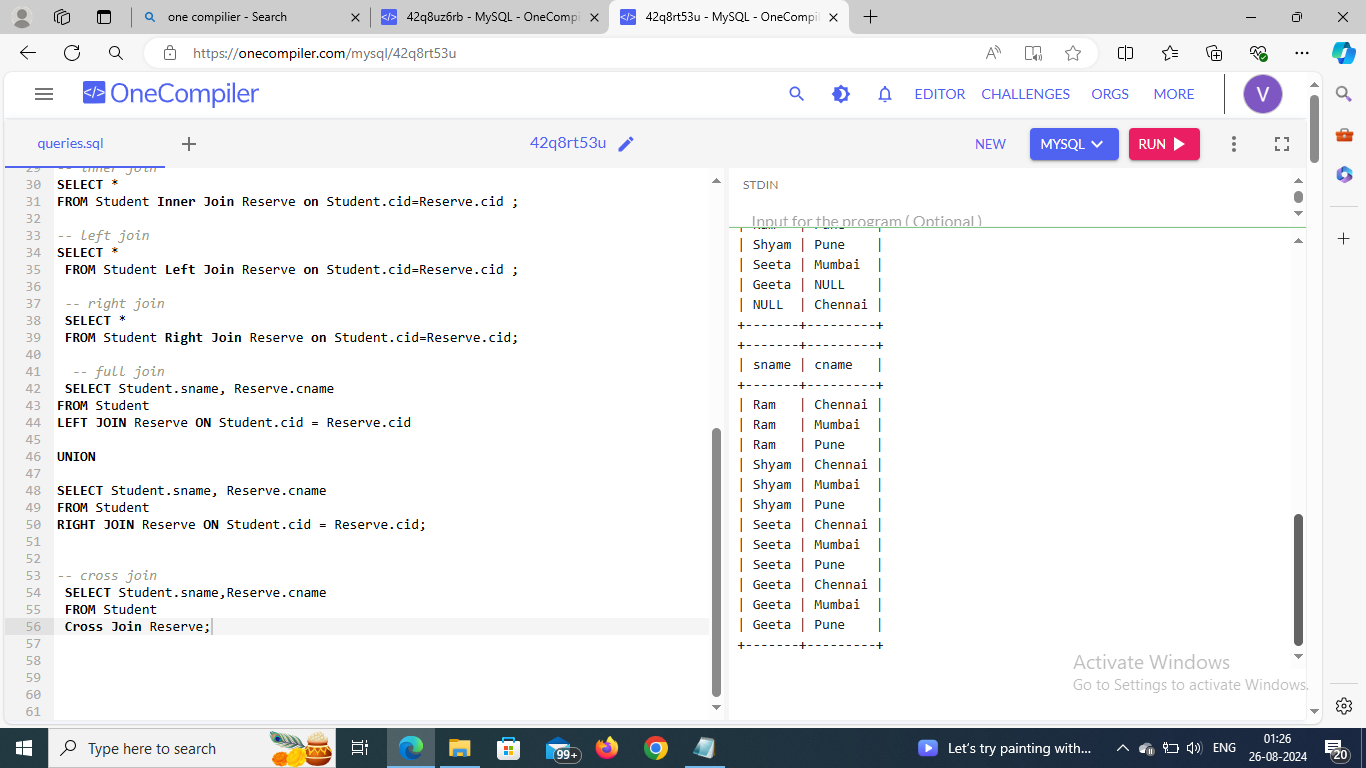 one compilier - Search
42q8uz6rb - MySQL - OneCompi
42q8rt53u - MySQL - OneCompil
https://onecompiler.com/mysql/42q8rt53u
OneCompiler
EDITOR CHALLENGES ORGS MORE
V
queries.sql
42q8rt53u
NEW MYSQL RUN
29 -- inner join
30 SELECT *
31 FROM Student Inner Join Reserve on Student.cid=Reserve.cid ;
32
33 -- left join
34 SELECT *
35 FROM Student Left Join Reserve on Student.cid=Reserve.cid ;
36
37 -- right join
38 SELECT *
39 FROM Student Right Join Reserve on Student.cid=Reserve.cid;
40
41 -- full join
42 SELECT Student.sname, Reserve.cname
43 FROM Student
44 LEFT JOIN Reserve ON Student.cid = Reserve.cid
45
46 UNION
47
48 SELECT Student.sname, Reserve.cname
49 FROM Student
50 RIGHT JOIN Reserve ON Student.cid = Reserve.cid;
51
52
53 -- cross join
54 SELECT Student.sname,Reserve.cname
55 FROM Student
56 Cross Join Reserve;
57
58
59
60
61
STDIN
Input for the program ( Optional )
| Ram | Pune |
| Shyam | Pune |
| Seeta | Mumbai |
| Geeta | NULL |
| NULL | Chennai |
+-------+---------+
+-------+---------+
| sname | cname |
+-------+---------+
| Ram | Chennai |
| Ram | Mumbai |
| Ram | Pune |
| Shyam | Chennai |
| Shyam | Mumbai |
| Shyam | Pune |
| Seeta | Chennai |
| Seeta | Mumbai |
| Seeta | Pune |
| Geeta | Chennai |
| Geeta | Mumbai |
| Geeta | Pune |
+-------+---------+
Activate Windows
Go to Settings to activate Windows.
Type here to search
99+
Let's try painting with...
ENG
01:26
26-08-2024
20